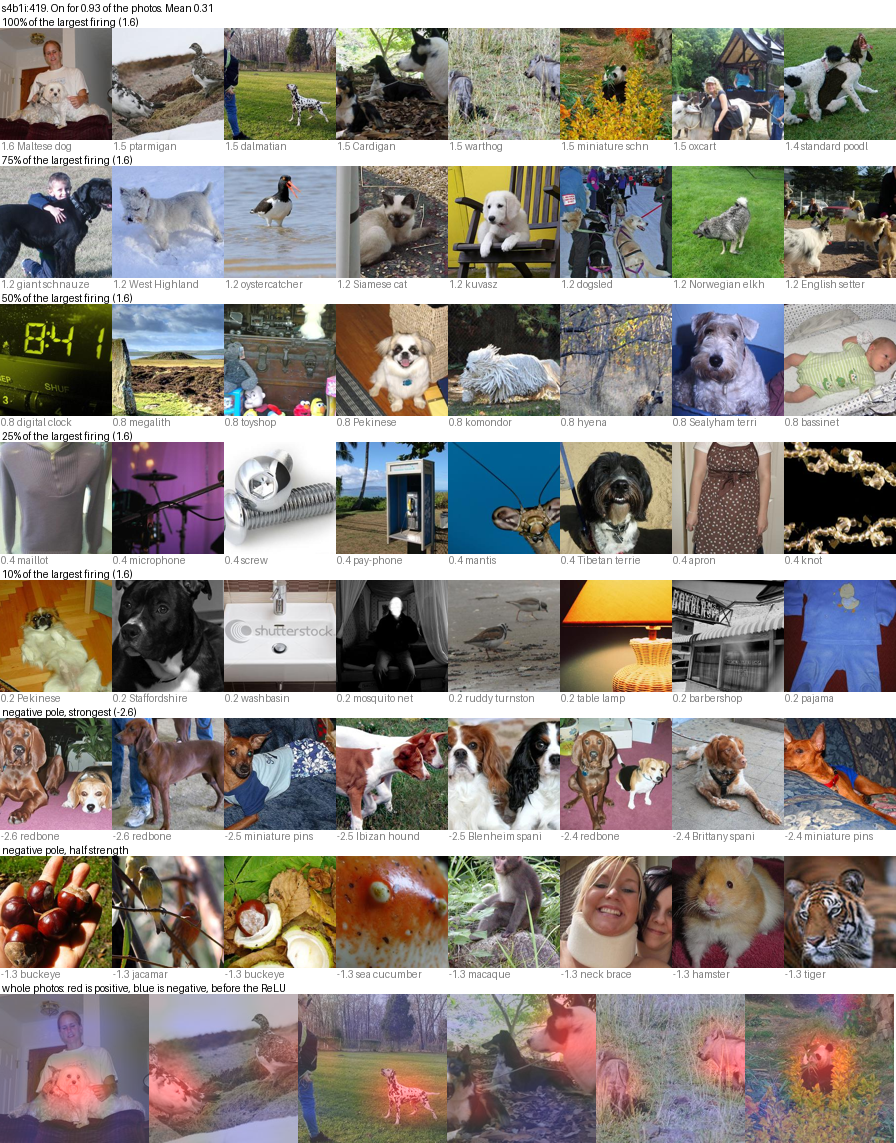 s4b1i:419. On for 0.93 of the photos. Mean 0.31
100% of the largest firing (1.6)
1.6 Maltese dog 1.5 ptarmigan 1.5 dalmatian 1.5 Cardigan 1.5 warthog 1.5 miniature schn 1.5 oxcart 1.4 standard poodl
75% of the largest firing (1.6)
1.2 giant schnauze 1.2 West Highland 1.2 oystercatcher 1.2 Siamese cat 1.2 kuvasz 1.2 dogsled 1.2 Norwegian elkh 1.2 English setter
50% of the largest firing (1.6)
8:41
SHUF
3
0.8 digital clock 0.8 megalith 0.8 toyshop 0.8 Pekinese 0.8 komondor 0.8 hyena 0.8 Sealyham terri 0.8 bassinet
25% of the largest firing (1.6)
0.4 maillot 0.4 microphone 0.4 screw 0.4 pay-phone 0.4 mantis 0.4 Tibetan terrie 0.4 apron 0.4 knot
10% of the largest firing (1.6)
shutterstock
0.2 Pekinese 0.2 Staffordshire 0.2 washbasin 0.2 mosquito net 0.2 ruddy turnston 0.2 table lamp 0.2 barbershop 0.2 pajama
negative pole, strongest (-2.6)
-2.6 redbone -2.6 redbone -2.5 miniature pins -2.5 Ibizan hound -2.5 Blenheim spani -2.4 redbone -2.4 Brittany spani -2.4 miniature pins
negative pole, half strength
-1.3 buckeye -1.3 jacamar -1.3 buckeye -1.3 sea cucumber -1.3 macaque -1.3 neck brace -1.3 hamster -1.3 tiger
whole photos: red is positive, blue is negative, before the ReLU